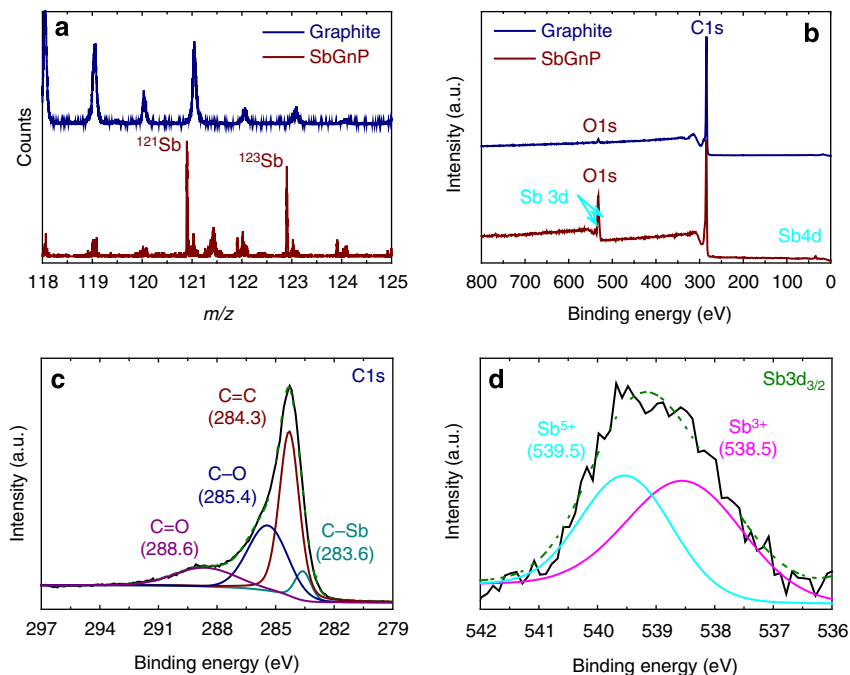 a
Graphite
SbGnP
121Sb
123Sb
Counts
118 119 120 121 122 123 124 125
m/z
b
Graphite
SbGnP
C1s
O1s
O1s
Sb 3d
Sb4d
Intensity (a.u.)
800 700 600 500 400 300 200 100 0
Binding energy (eV)
c
C1s
C=C
(284.3)
C–O
(285.4)
C=O
(288.6)
C–Sb
(283.6)
Intensity (a.u.)
297 294 291 288 285 282 279
Binding energy (eV)
d
Sb3d3/2
Sb5+
(539.5)
Sb3+
(538.5)
Intensity (a.u.)
542 541 540 539 538 537 536
Binding energy (eV)